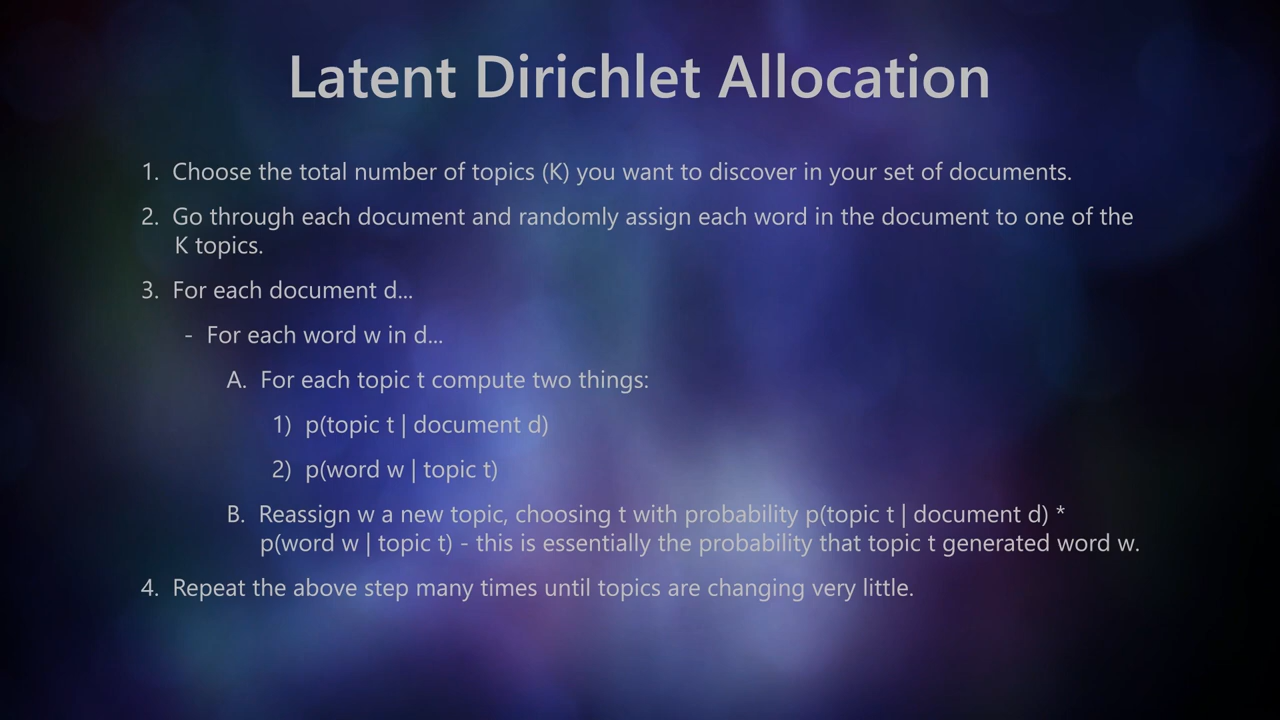 Latent Dirichlet Allocation
1. Choose the total number of topics (K) you want to discover in your set of documents.
2. Go through each document and randomly assign each word in the document to one of the
K topics.
3. For each document d...
- For each word w in d...
A. For each topic t compute two things:
1) p(topic t | document d)
2) p(word w | topic t)
B. Reassign w a new topic, choosing t with probability p(topic t | document d) *
p(word w | topic t) - this is essentially the probability that topic t generated word w.
4. Repeat the above step many times until topics are changing very little.